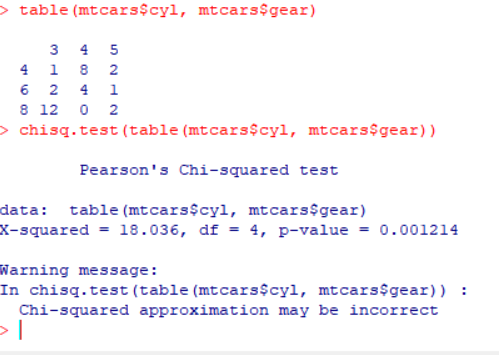 > table(mtcars$cyl, mtcars$gear)
3 4 5
4 1 8 2
6 2 4 1
8 12 0 2
> chisq.test(table(mtcars$cyl, mtcars$gear))
Pearson's Chi-squared test
data: table(mtcars$cyl, mtcars$gear)
X-squared = 18.036, df = 4, p-value = 0.001214
Warning message:
In chisq.test(table(mtcars$cyl, mtcars$gear)) :
Chi-squared approximation may be incorrect
>